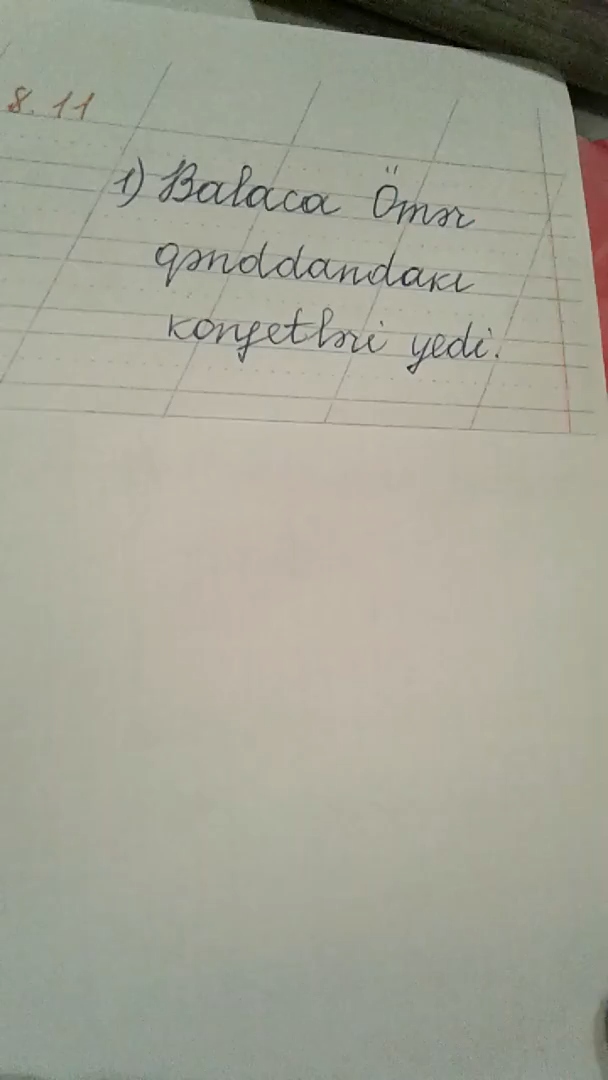 8. 11
1) Balaca Ömər
qənddandakı
konfetləri yedi.